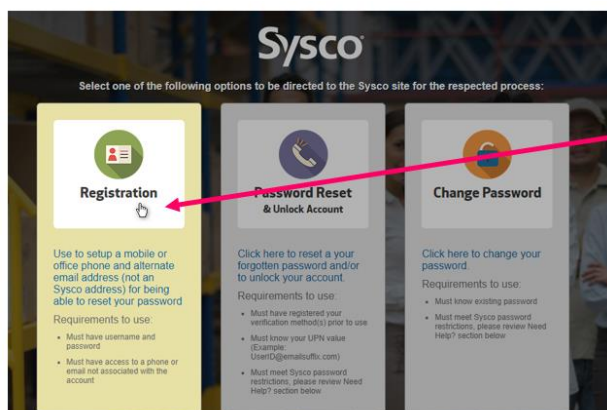 Sysco
Select one of the following options to be directed to the Sysco site for the respected process:
Registration
Use to setup a mobile or
office phone and alternate
email address (not an
Sysco address) for being
able to reset your password
Requirements to use:
• Must have username and
password
• Must have access to a phone or
email not associated with the
account
Password Reset
& Unlock Account
Click here to reset a your
forgotten password and/or
to unlock your account.
Requirements to use:
• Must have registered your
verification method(s) prior to use
• Must know your UPN value
(Example:
UserID@emailsuffix.com)
• Must meet Sysco password
restrictions, please review Need
Help? section below
Change Password
Click here to change your
password.
Requirements to use:
• Must know existing password
• Must meet Sysco password
restrictions, please review Need
Help? section below